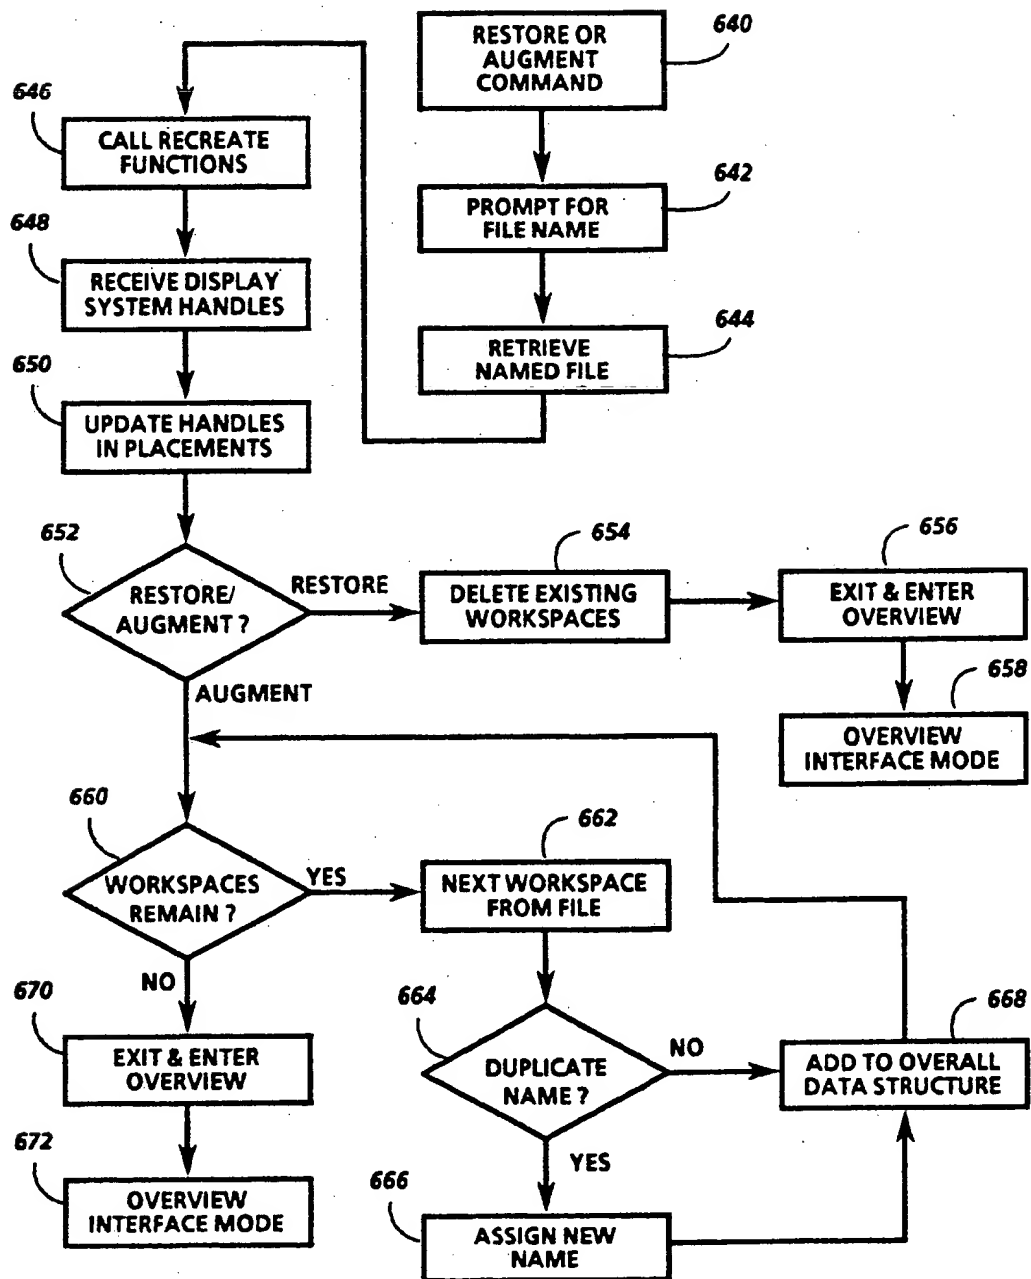 640
RESTORE OR
AUGMENT
COMMAND
646
CALL RECREATE
FUNCTIONS
642
PROMPT FOR
FILE NAME
648
RECEIVE DISPLAY
SYSTEM HANDLES
644
RETRIEVE
NAMED FILE
650
UPDATE HANDLES
IN PLACEMENTS
652
RESTORE/
AUGMENT ?
RESTORE
AUGMENT
654
DELETE EXISTING
WORKSPACES
656
EXIT & ENTER
OVERVIEW
658
OVERVIEW
INTERFACE MODE
660
WORKSPACES
REMAIN ?
YES
NO
662
NEXT WORKSPACE
FROM FILE
664
DUPLICATE
NAME ?
NO
YES
668
ADD TO OVERALL
DATA STRUCTURE
670
EXIT & ENTER
OVERVIEW
672
OVERVIEW
INTERFACE MODE
666
ASSIGN NEW
NAME